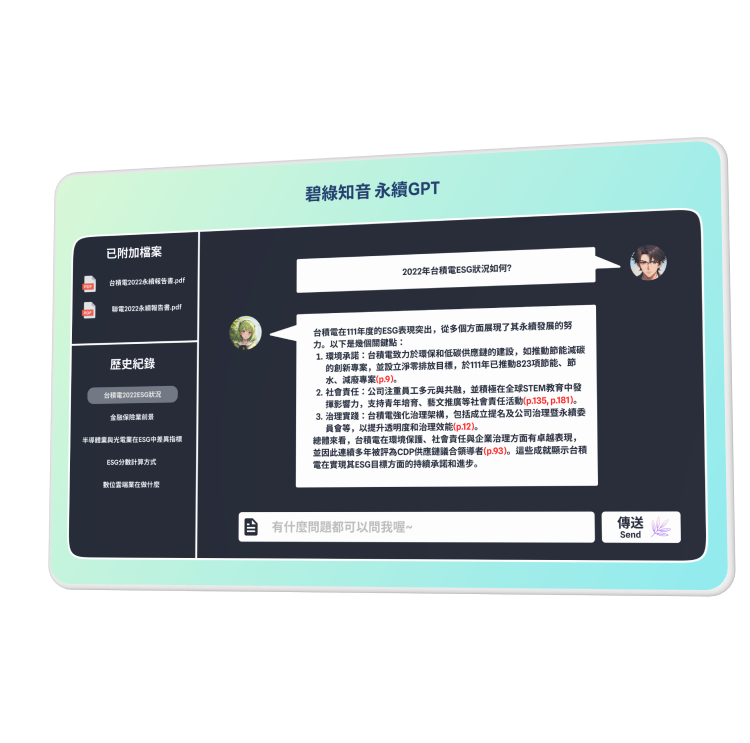 碧綠知音 永續GPT
已附加檔案
PDF
台積電2022永續報告書.pdf
PDF
聯電2022永續報告書.pdf
歷史紀錄
台積電2022ESG狀況
金融保險業前景
半導體業與光電業在ESG中差異指標
ESG分數計算方式
數位雲端業在做什麼
2022年台積電ESG狀況如何?
台積電在111年度的ESG表現突出，從多個方面展現了其永續發展的努
力。以下是幾個關鍵點：
1. 環境承諾：台積電致力於環保和低碳供應鏈的建設，如推動節能減碳
的創新專案，並設立淨零排放目標，於111年已推動823項節能、節
水、減廢專案(p.9)。
2. 社會責任：公司注重員工多元與共融，並積極在全球STEM教育中發
揮影響力，支持青年培育、藝文推廣等社會責任活動(p.135, p.181)。
3. 治理實踐：台積電強化治理架構，包括成立提名及公司治理暨永續委
員會等，以提升透明度和治理效能(p.12)。
總體來看，台積電在環境保護、社會責任與企業治理方面有卓越表現，
並因此連續多年被評為CDP供應鏈議合領導者(p.93)。這些成就顯示台積
電在實現其ESG目標方面的持續承諾和進步。
有什麼問題都可以問我喔~
傳送
Send